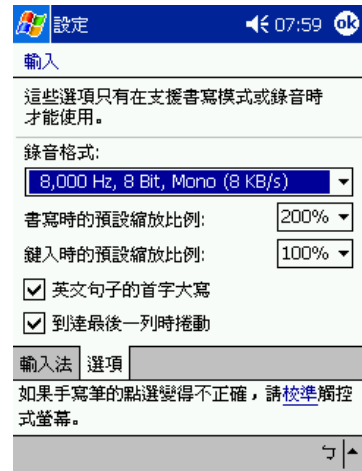 設定 07:59 ok
輸入
這些選項只有在支援書寫模式或錄音時
才能使用。
錄音格式:
8,000 Hz, 8 Bit, Mono (8 KB/s)
書寫時的預設縮放比例: 200%
鍵入時的預設縮放比例: 100%
英文句子的首字大寫
到達最後一列時捲動
輸入法 選項
如果手寫筆的點選變得不正確，請校準觸控
式螢幕。
ㄅ